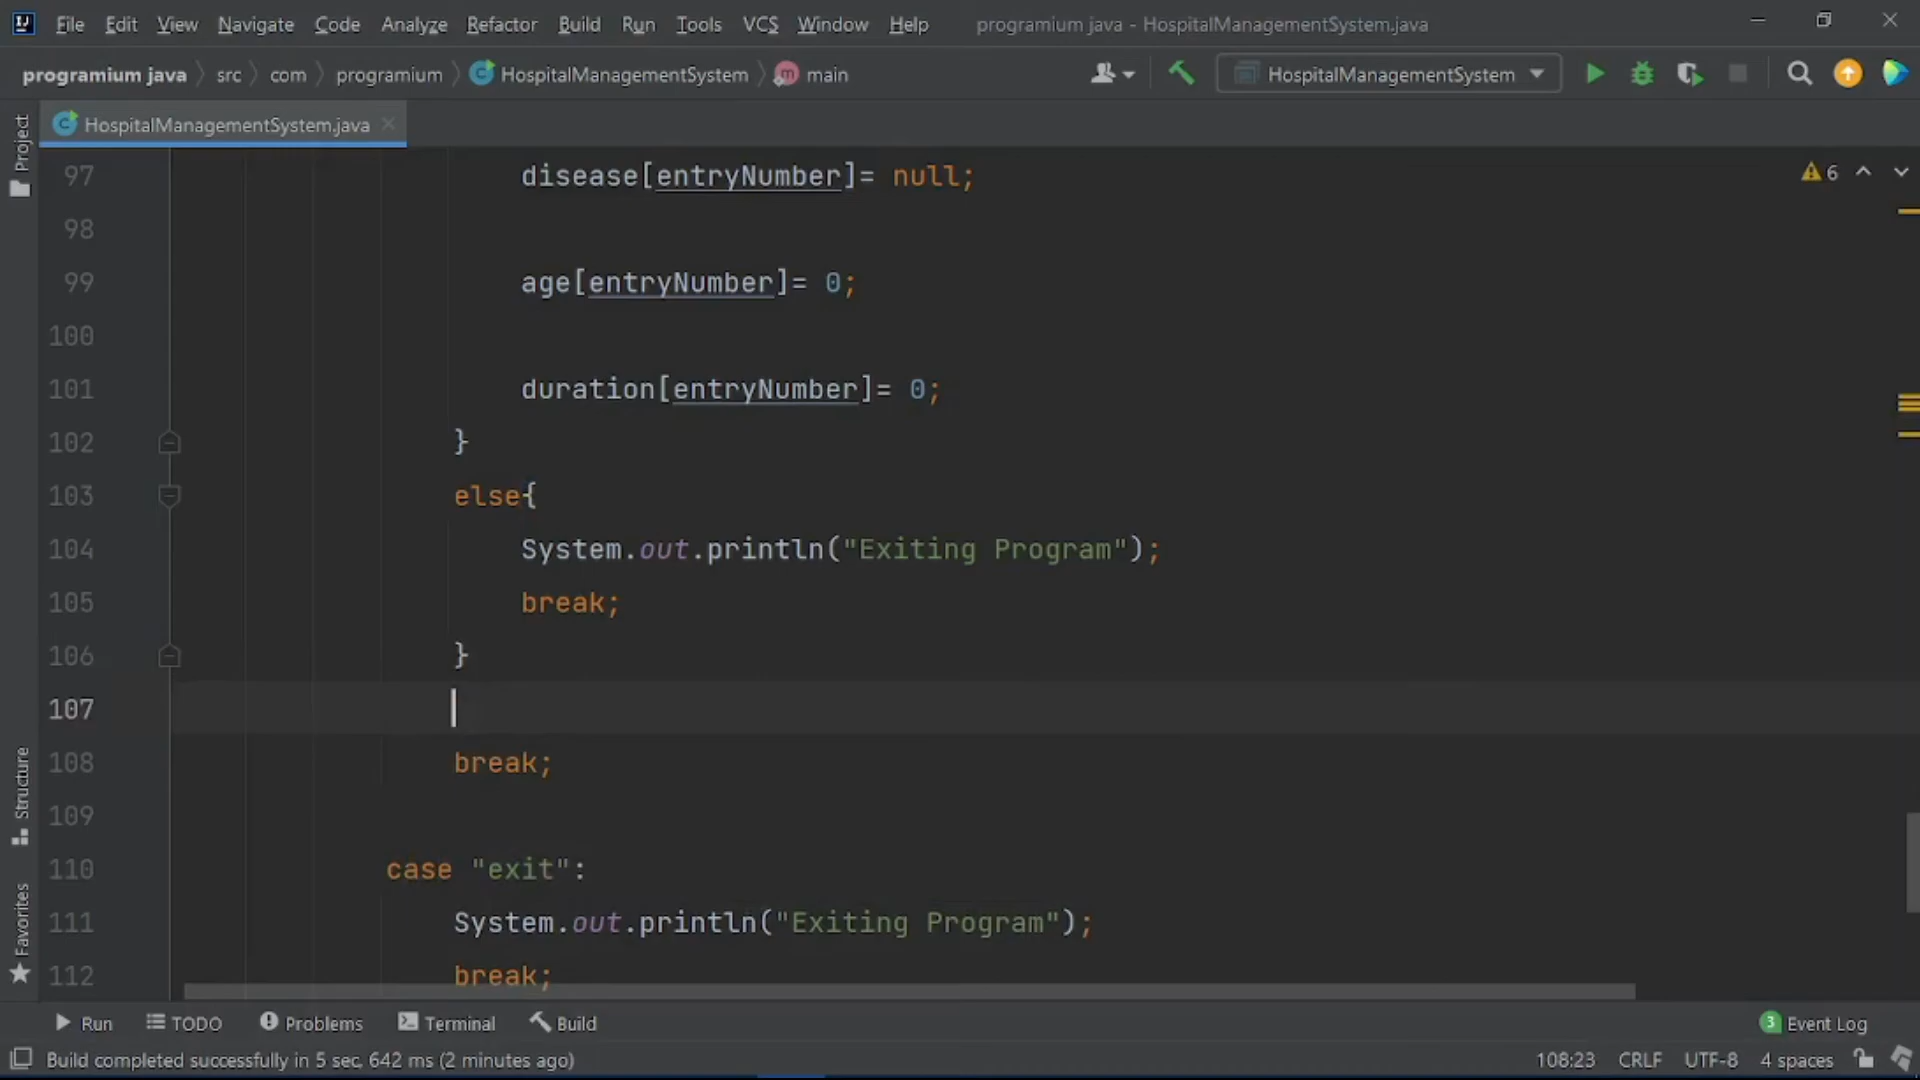 File Edit View Navigate Code Analyze Refactor Build Run Tools VCS Window Help programium java - HospitalManagementSystem.java
programium java src com programium HospitalManagementSystem main HospitalManagementSystem
HospitalManagementSystem.java
Project
97 disease[entryNumber]= null;
6
98
99 age[entryNumber]= 0;
100
101 duration[entryNumber]= 0;
102 }
103 else{
104 System.out.println("Exiting Program");
105 break;
106 }
107
108 break;
109
110 case "exit":
111 System.out.println("Exiting Program");
112 break;
Structure
Favorites
Run TODO Problems Terminal Build 3 Event Log
Build completed successfully in 5 sec, 642 ms (2 minutes ago) 108:23 CRLF UTF-8 4 spaces